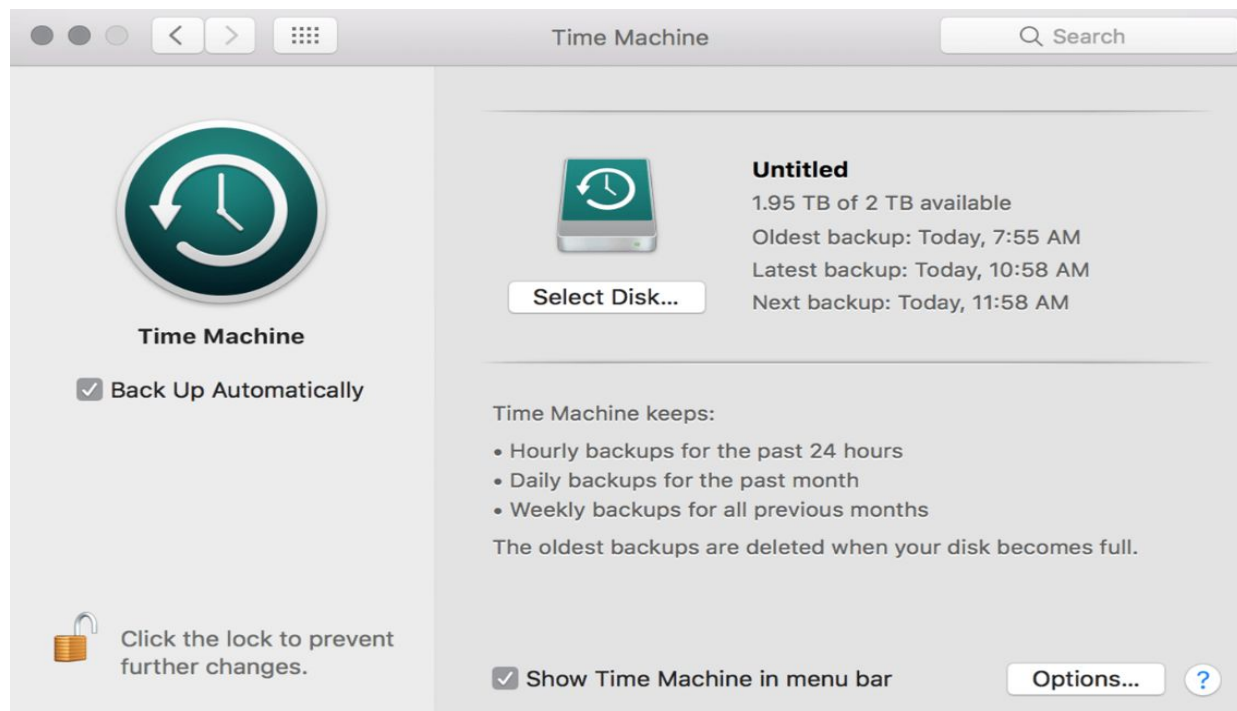 Time Machine
Search
Time Machine
Back Up Automatically
Click the lock to prevent
further changes.
Select Disk...
Untitled
1.95 TB of 2 TB available
Oldest backup: Today, 7:55 AM
Latest backup: Today, 10:58 AM
Next backup: Today, 11:58 AM
Time Machine keeps:
• Hourly backups for the past 24 hours
• Daily backups for the past month
• Weekly backups for all previous months
The oldest backups are deleted when your disk becomes full.
Show Time Machine in menu bar
Options...
?